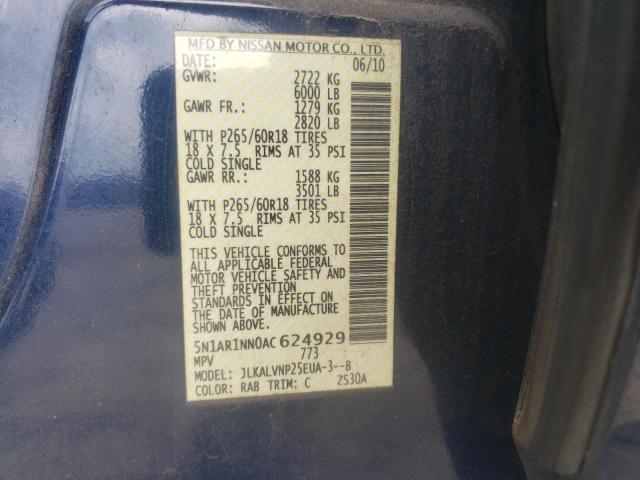 MFD BY NISSAN MOTOR CO., LTD.
DATE: 06/10
GVWR: 2722 KG
6000 LB
GAWR FR.: 1279 KG
2820 LB
WITH P265/60R18 TIRES
18 X 7.5 RIMS AT 35 PSI
COLD SINGLE
GAWR RR.: 1588 KG
3501 LB
WITH P265/60R18 TIRES
18 X 7.5 RIMS AT 35 PSI
COLD SINGLE
THIS VEHICLE CONFORMS TO
ALL APPLICABLE FEDERAL
MOTOR VEHICLE SAFETY AND
THEFT PREVENTION
STANDARDS IN EFFECT ON
THE DATE OF MANUFACTURE
SHOWN ABOVE.
5N1AR1NN0AC624929
MPV 773
MODEL: JLKALVNP25EUA-3--B
COLOR: RAB TRIM: C ZS30A